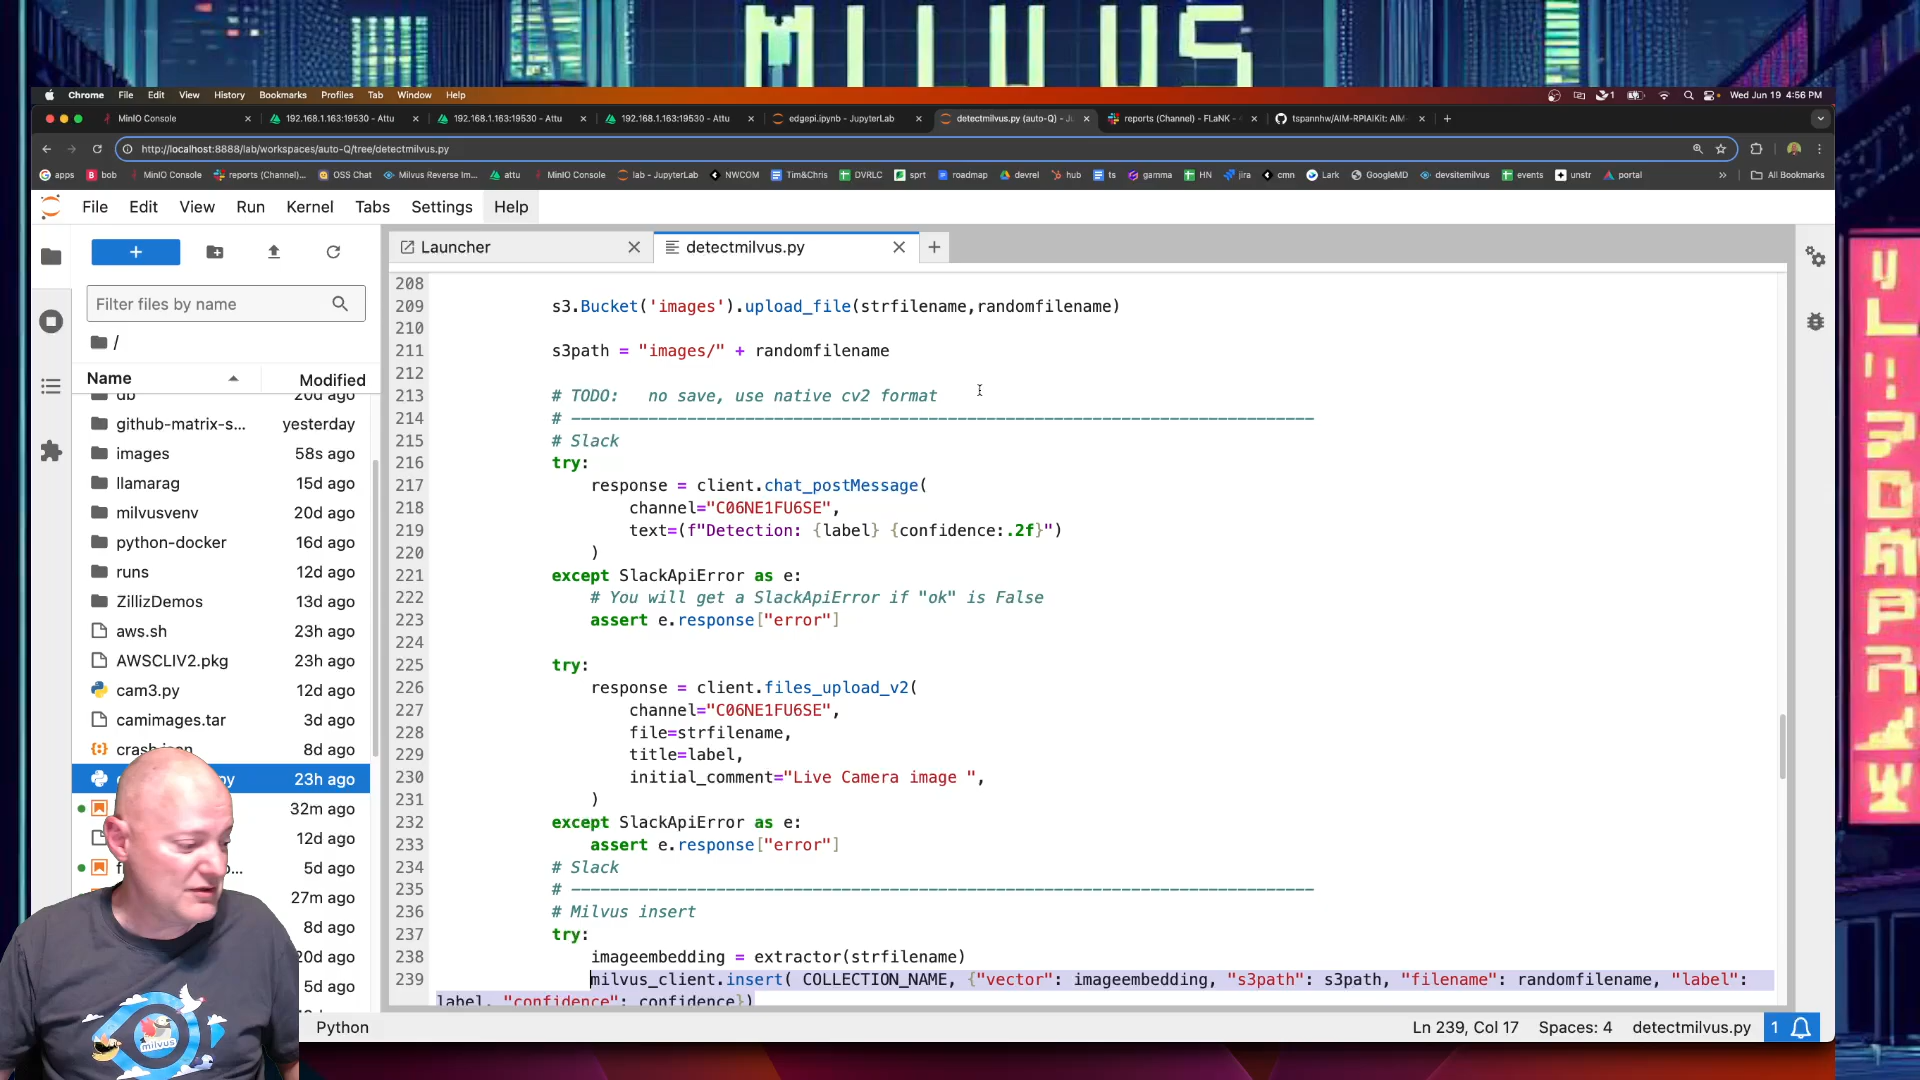 MILVUS
Chrome File Edit View History Bookmarks Profiles Tab Window Help
1 Wed Jun 19 4:56 PM
MinIO Console
192.168.1.163:19530 - Attu
192.168.1.163:19530 - Attu
192.168.1.163:19530 - Attu
edgepi.ipynb - JupyterLab
detectmilvus.py (auto-Q) - Ju
reports (Channel) - FLaNK -
tspannhw/AIM-RPIAIKit: AIM-
http://localhost:8888/lab/workspaces/auto-Q/tree/detectmilvus.py
apps bob MinIO Console reports (Channel)... OSS Chat Milvus Reverse Im... attu MinIO Console lab - JupyterLab NWCOM Tim&Chris DVRLC sprt roadmap devrel hub ts gamma HN jira cmn Lark GoogleMD devsitemilvus events unstr portal » All Bookmarks
File Edit View Run Kernel Tabs Settings Help
Launcher
detectmilvus.py
Filter files by name
/
Name Modified
db 20d ago
github-matrix-s... yesterday
images 58s ago
llamarag 15d ago
milvusvenv 20d ago
python-docker 16d ago
runs 12d ago
ZillizDemos 13d ago
aws.sh 23h ago
AWSCLIV2.pkg 23h ago
cam3.py 12d ago
camimages.tar 3d ago
crash.json 8d ago
py 23h ago
32m ago
12d ago
5d ago
27m ago
8d ago
20d ago
5d ago
208
209 s3.Bucket('images').upload_file(strfilename,randomfilename)
210
211 s3path = "images/" + randomfilename
212
213 # TODO: no save, use native cv2 format
214 # -----------------------------------------------------------------------------
215 # Slack
216 try:
217 response = client.chat_postMessage(
218 channel="C06NE1FU6SE",
219 text=(f"Detection: {label} {confidence:.2f}")
220 )
221 except SlackApiError as e:
222 # You will get a SlackApiError if "ok" is False
223 assert e.response["error"]
224
225 try:
226 response = client.files_upload_v2(
227 channel="C06NE1FU6SE",
228 file=strfilename,
229 title=label,
230 initial_comment="Live Camera image ",
231 )
232 except SlackApiError as e:
233 assert e.response["error"]
234 # Slack
235 # -----------------------------------------------------------------------------
236 # Milvus insert
237 try:
238 imageembedding = extractor(strfilename)
239 milvus_client.insert( COLLECTION_NAME, {"vector": imageembedding, "s3path": s3path, "filename": randomfilename, "label":
label, "confidence": confidence})
Python
Ln 239, Col 17 Spaces: 4 detectmilvus.py 1
milvus